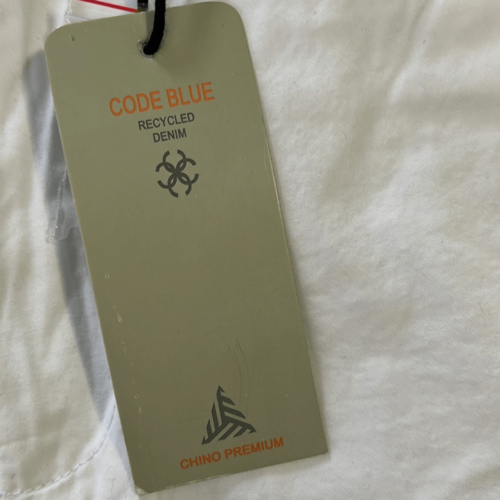 CODE BLUE
RECYCLED
DENIM
CHINO PREMIUM